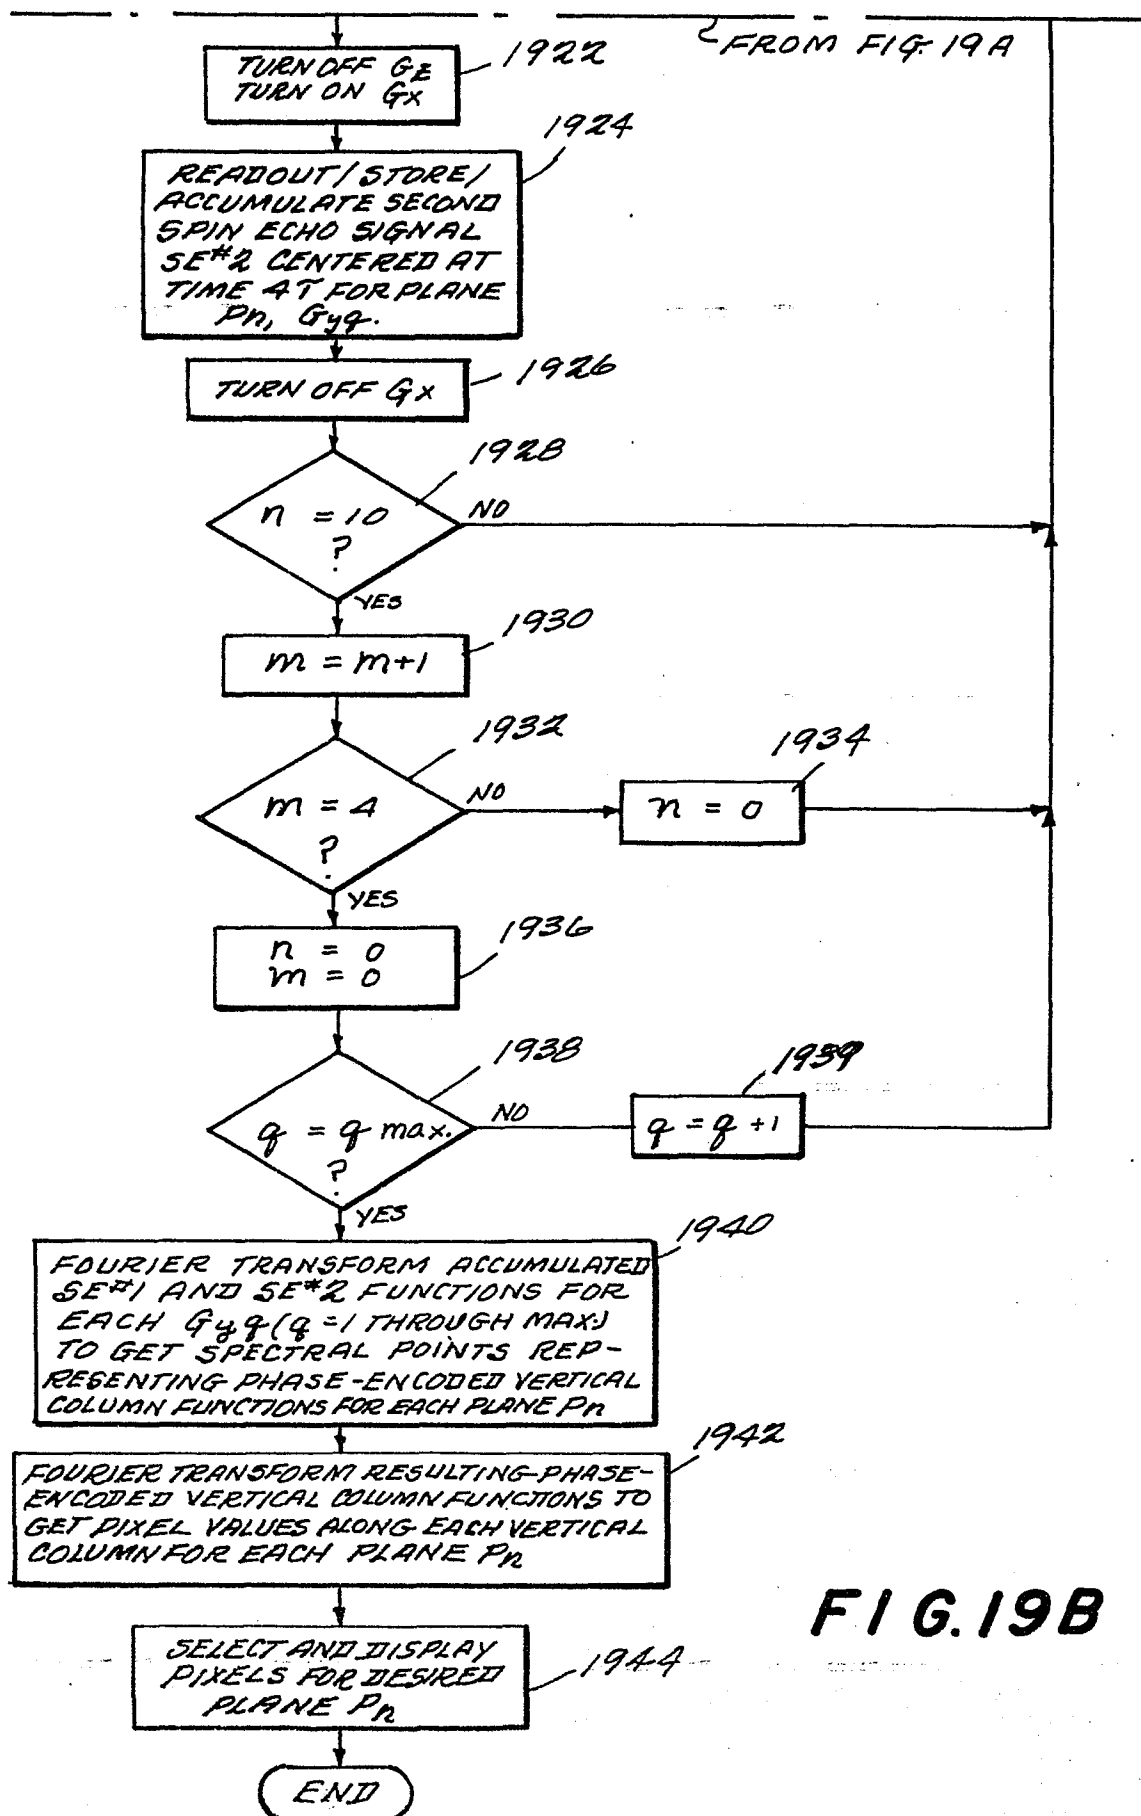 FROM FIG. 19A
TURN OFF GZ
TURN ON GX
1922
1924
READOUT/STORE/
ACCUMULATE SECOND
SPIN ECHO SIGNAL
SE#2 CENTERED AT
TIME 4τ FOR PLANE
Pn, Gyq.
TURN OFF GX
1926
1928
n = 10
?
NO
YES
1930
m = m+1
1932
m = 4
?
NO
1934
n = 0
YES
1936
n = 0
m = 0
1938
q = q max.
?
NO
1939
q = q +1
YES
1940
FOURIER TRANSFORM ACCUMULATED
SE#1 AND SE#2 FUNCTIONS FOR
EACH Gyq (q =1 THROUGH MAX.)
TO GET SPECTRAL POINTS REP-
RESENTING PHASE-ENCODED VERTICAL
COLUMN FUNCTIONS FOR EACH PLANE Pn
1942
FOURIER TRANSFORM RESULTING PHASE-
ENCODED VERTICAL COLUMN FUNCTIONS TO
GET PIXEL VALUES ALONG EACH VERTICAL
COLUMN FOR EACH PLANE Pn
FIG.19B
SELECT AND DISPLAY
PIXELS FOR DESIRED
PLANE Pn
1944
END